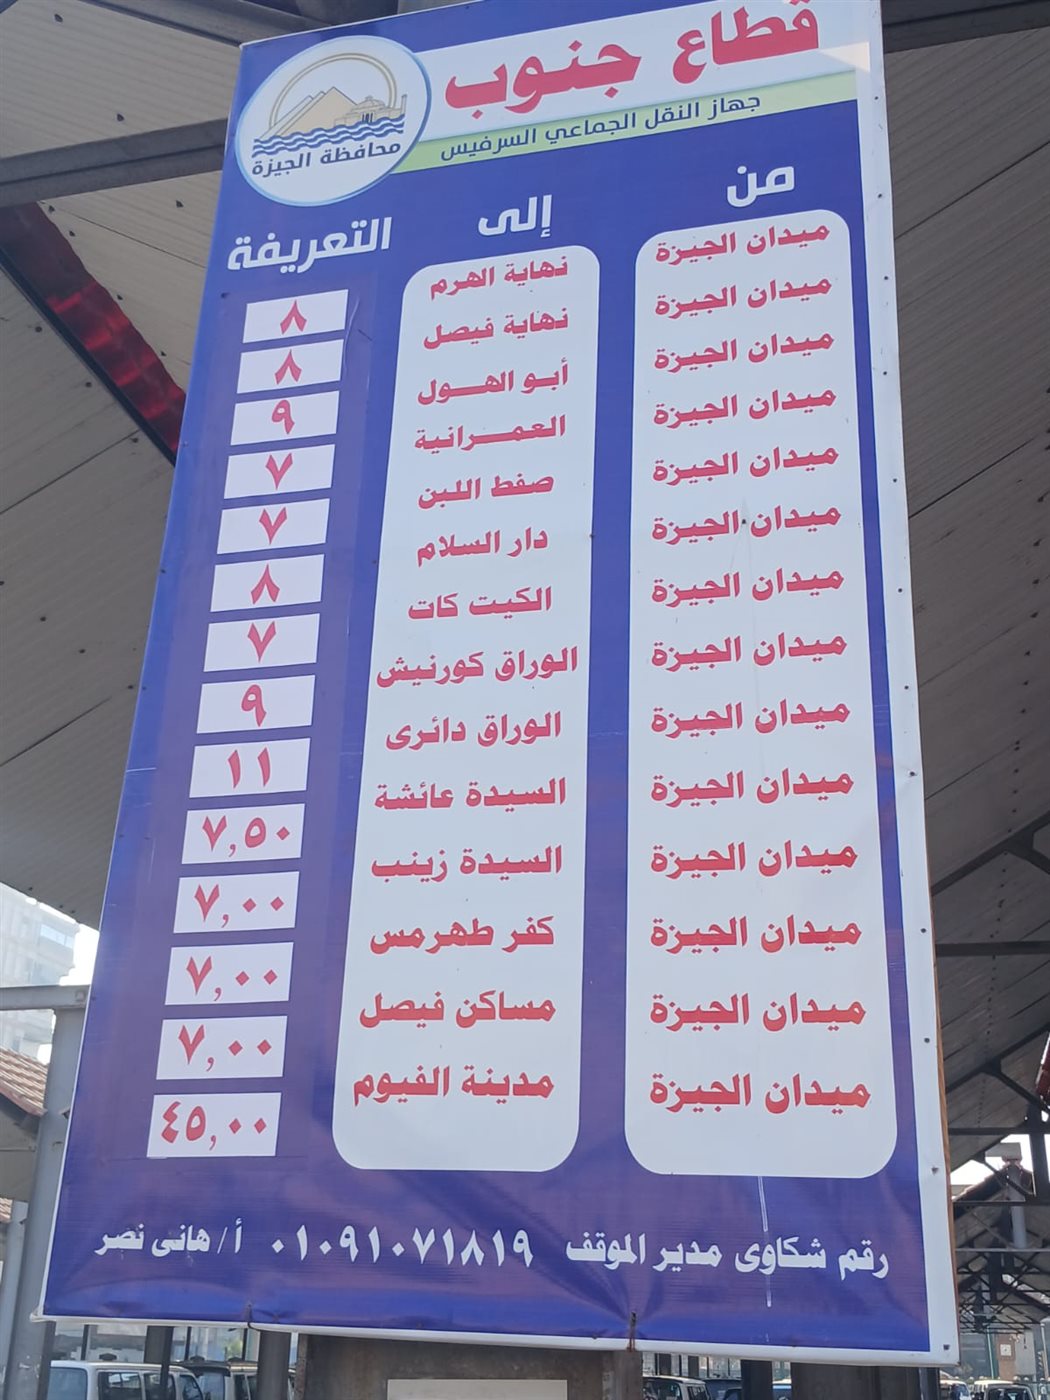 قطاع جنوب
جهاز النقل الجماعي السرفيس
محافظة الجيزة
من إلى التعريفة
ميدان الجيزة نهاية الهرم ٨
ميدان الجيزة نهاية فيصل ٨
ميدان الجيزة أبو الهول ٩
ميدان الجيزة العمرانية ٧
ميدان الجيزة صفط اللبن ٧
ميدان الجيزة دار السلام ٨
ميدان الجيزة الكيت كات ٧
ميدان الجيزة الوراق كورنيش ٩
ميدان الجيزة الوراق دائرى ١١
ميدان الجيزة السيدة عائشة ٧,٥٠
ميدان الجيزة السيدة زينب ٧,٠٠
ميدان الجيزة كفر طهرمس ٧,٠٠
ميدان الجيزة مساكن فيصل ٧,٠٠
ميدان الجيزة مدينة الفيوم ٤٥,٠٠
رقم شكاوى مدير الموقف ٠١٠٩١٠٧١٨١٩ أ/ هانى نصر